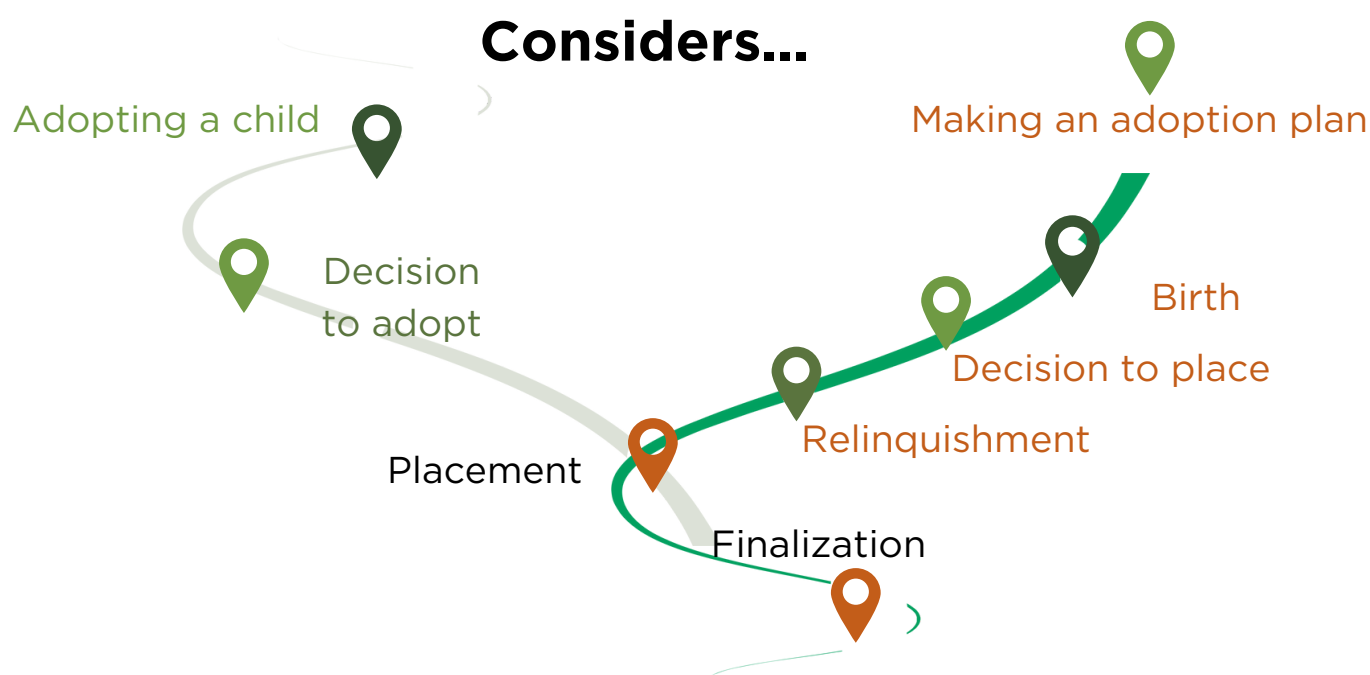 Considers...
Adopting a child
Making an adoption plan
Decision
to adopt
Birth
Decision to place
Relinquishment
Placement
Finalization